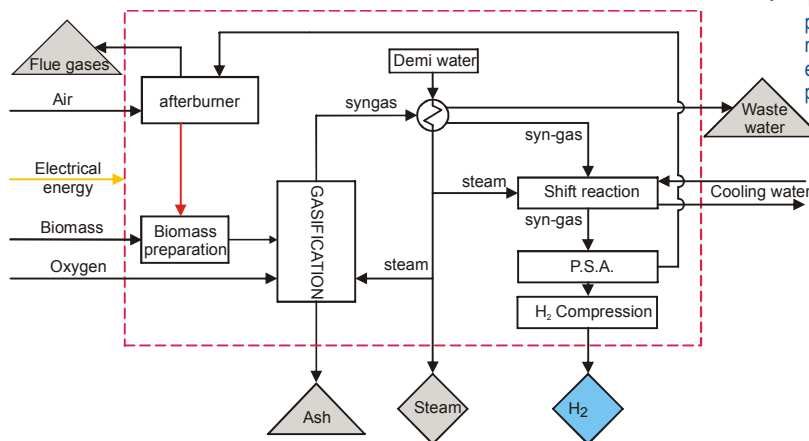 Flue gases
Air
afterburner
Demi water
syngas
Waste
water
syn-gas
Electrical
energy
steam
Shift reaction
Cooling water
GASIFICATION
Biomass
Biomass
preparation
syn-gas
Oxygen
steam
P.S.A.
H₂ Compression
Ash
Steam
H₂